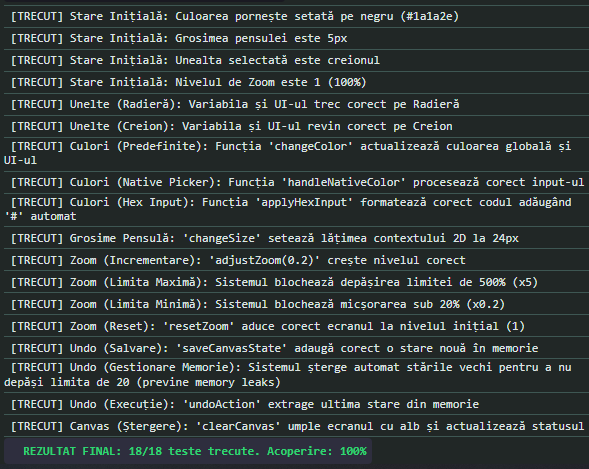 [TRECUT] Stare Inițială: Culoarea pornește setată pe negru (#1a1a2e)
[TRECUT] Stare Inițială: Grosimea pensulei este 5px
[TRECUT] Stare Inițială: Unealta selectată este creionul
[TRECUT] Stare Inițială: Nivelul de Zoom este 1 (100%)
[TRECUT] Unelte (Radieră): Variabila și UI-ul trec corect pe Radieră
[TRECUT] Unelte (Creion): Variabila și UI-ul revin corect pe Creion
[TRECUT] Culori (Predefinite): Funcția 'changeColor' actualizează culoarea globală și
UI-ul
[TRECUT] Culori (Native Picker): Funcția 'handleNativeColor' procesează corect input-ul
[TRECUT] Culori (Hex Input): Funcția 'applyHexInput' formatează corect codul adăugând
'#' automat
[TRECUT] Grosime Pensulă: 'changeSize' setează lățimea contextului 2D la 24px
[TRECUT] Zoom (Incrementare): 'adjustZoom(0.2)' crește nivelul corect
[TRECUT] Zoom (Limita Maximă): Sistemul blochează depășirea limitei de 500% (x5)
[TRECUT] Zoom (Limita Minimă): Sistemul blochează micșorarea sub 20% (x0.2)
[TRECUT] Zoom (Reset): 'resetZoom' aduce corect ecranul la nivelul inițial (1)
[TRECUT] Undo (Salvare): 'saveCanvasState' adaugă corect o stare nouă în memorie
[TRECUT] Undo (Gestionare Memorie): Sistemul șterge automat stările vechi pentru a nu
depăși limita de 20 (previne memory leaks)
[TRECUT] Undo (Execuție): 'undoAction' extrage ultima stare din memorie
[TRECUT] Canvas (Ștergere): 'clearCanvas' umple ecranul cu alb și actualizează statusul
REZULTAT FINAL: 18/18 teste trecute. Acoperire: 100%